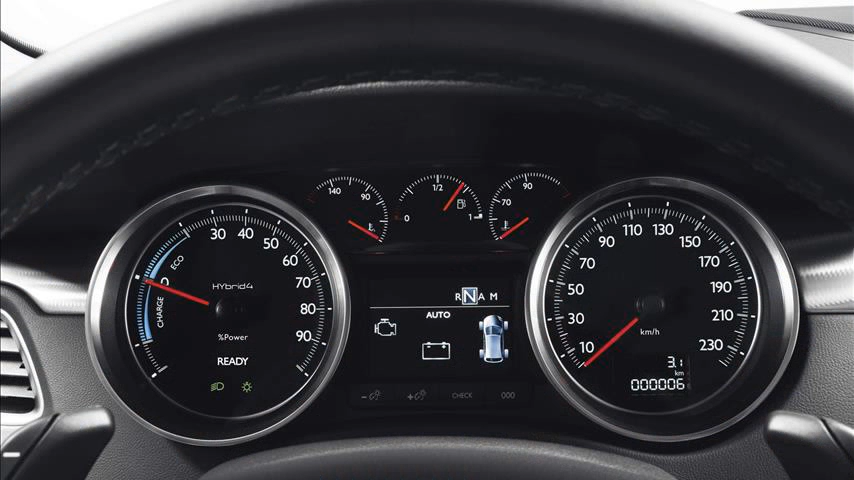 140 90
1/2
0 1
90
70
30 40 50 60 70 80 90
0
ECO
CHARGE
HYbrid4
%Power
READY
R N A M
AUTO
10 30 50 70 90 110 130 150 170 190 210 230
km/h
3.1
km
000006
CHECK
000